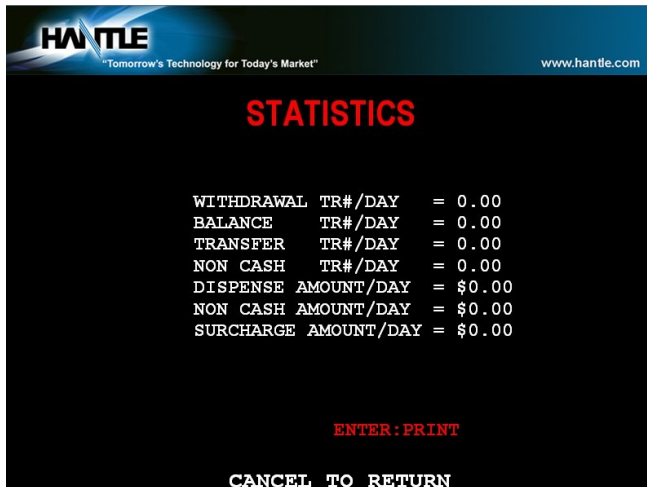 HANTLE
"Tomorrow's Technology for Today's Market" www.hantle.com
STATISTICS
WITHDRAWAL TR#/DAY = 0.00
BALANCE TR#/DAY = 0.00
TRANSFER TR#/DAY = 0.00
NON CASH TR#/DAY = 0.00
DISPENSE AMOUNT/DAY = $0.00
NON CASH AMOUNT/DAY = $0.00
SURCHARGE AMOUNT/DAY = $0.00
ENTER:PRINT
CANCEL TO RETURN